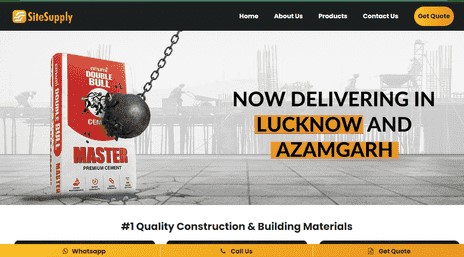 SiteSupply
Home
About Us
Products
Contact Us
Get Quote
DOUBLE
BULL
CEMENT
MASTER
PREMIUM CEMENT
NOW DELIVERING IN
LUCKNOW AND
AZAMGARH
#1 Quality Construction & Building Materials
Whatsapp
Call Us
Get Quote